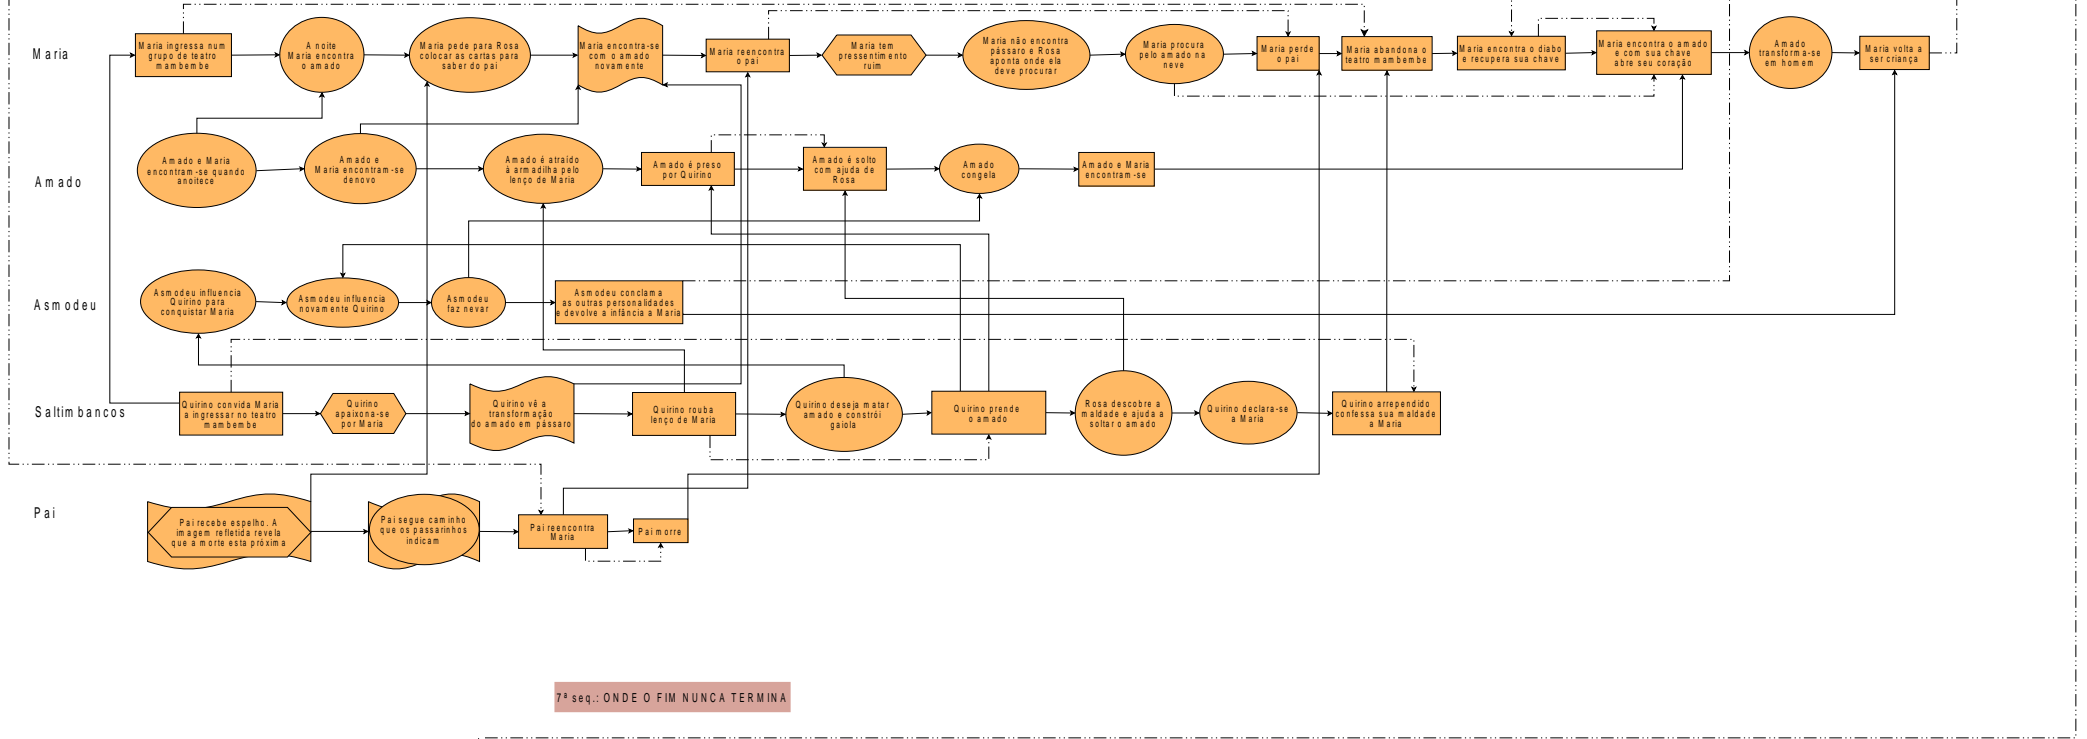 Maria
Maria ingressa num
grupo de teatro
mambembe
A noite
Maria encontra
o amado
Maria pede para Rosa
colocar as cartas para
saber do pai
Maria encontra-se
com o amado
novamente
Maria reencontra
o pai
Maria tem
pressentimento
ruim
Maria não encontra
pássaro e Rosa
aponta onde ela
deve procurar
Maria procura
pelo amado na
neve
Maria perde
o pai
Maria abandona o
teatro mambembe
Maria encontra o diabo
e recupera sua chave
Maria encontra o amado
e com sua chave
abre seu coração
Amado
transforma-se
em homem
Maria volta a
ser criança
Amado
Amado e Maria
encontram-se quando
anoitece
Amado e
Maria encontram-se
denovo
Amado é atraído
à armadilha pelo
lenço de Maria
Amado é preso
por Quirino
Amado é solto
com ajuda de
Rosa
Amado
congela
Amado e Maria
encontram-se
Asmodeu
Asmodeu influencia
Quirino para
conquistar Maria
Asmodeu influencia
novamente Quirino
Asmodeu
faz nevar
Asmodeu conclama
as outras personalidades
e devolve a infância a Maria
Saltimbancos
Quirino convida Maria
a ingressar no teatro
mambembe
Quirino
apaixona-se
por Maria
Quirino vê a
transformação
do amado em pássaro
Quirino rouba
lenço de Maria
Quirino deseja matar
amado e constrói
gaiola
Quirino prende
o amado
Rosa descobre a
maldade e ajuda a
soltar o amado
Quirino declara-se
a Maria
Quirino arrependido
confessa sua maldade
a Maria
Pai
Pai recebe espelho. A
imagem refletida revela
que a morte esta próxima
Pai segue caminho
que os passarinhos
indicam
Pai reencontra
Maria
Pai morre
7ª seq.: ONDE O FIM NUNCA TERMINA